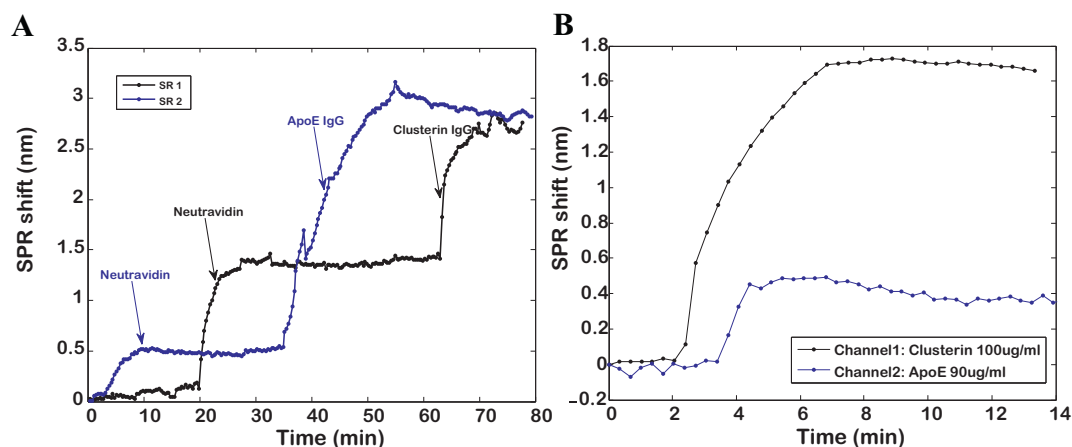 A
3.5
3
2.5
2
1.5
1
0.5
0
0 10 20 30 40 50 60 70 80
SPR shift (nm)
Time (min)
SR 1
SR 2
ApoE IgG
Clusterin IgG
Neutravidin
Neutravidin
B
1.8
1.6
1.4
1.2
1.0
0.8
0.6
0.4
0.2
0
−0.2
0 2 4 6 8 10 12 14
SPR shift (nm)
Time (min)
Channel1: Clusterin 100ug/ml
Channel2: ApoE 90ug/ml